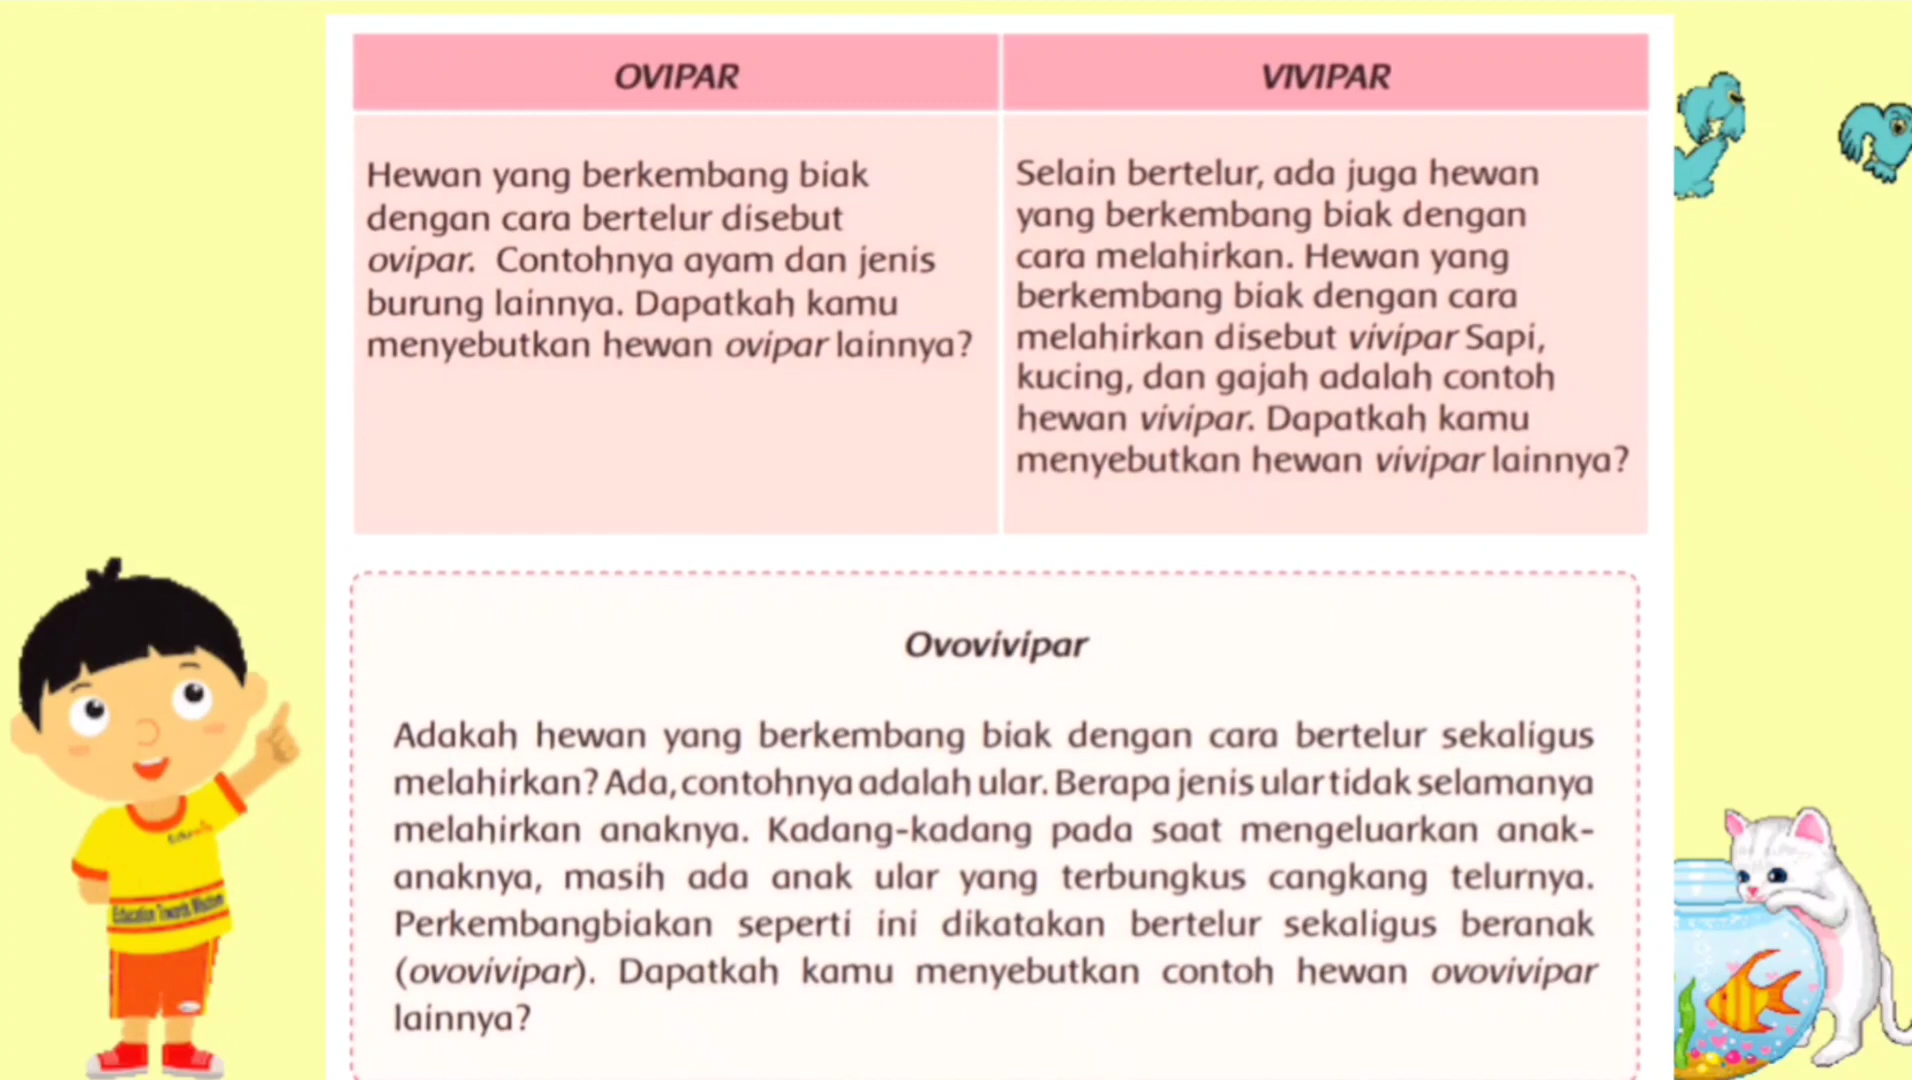 OVIPAR
Hewan yang berkembang biak
dengan cara bertelur disebut
ovipar. Contohnya ayam dan jenis
burung lainnya. Dapatkah kamu
menyebutkan hewan ovipar lainnya?
VIVIPAR
Selain bertelur, ada juga hewan
yang berkembang biak dengan
cara melahirkan. Hewan yang
berkembang biak dengan cara
melahirkan disebut vivipar Sapi,
kucing, dan gajah adalah contoh
hewan vivipar. Dapatkah kamu
menyebutkan hewan vivipar lainnya?
Ovovivipar
Adakah hewan yang berkembang biak dengan cara bertelur sekaligus
melahirkan? Ada, contohnya adalah ular. Berapa jenis ular tidak selamanya
melahirkan anaknya. Kadang-kadang pada saat mengeluarkan anak-
anaknya, masih ada anak ular yang terbungkus cangkang telurnya.
Perkembangbiakan seperti ini dikatakan bertelur sekaligus beranak
(ovovivipar). Dapatkah kamu menyebutkan contoh hewan ovovivipar
lainnya?
Education Towards Wisdom